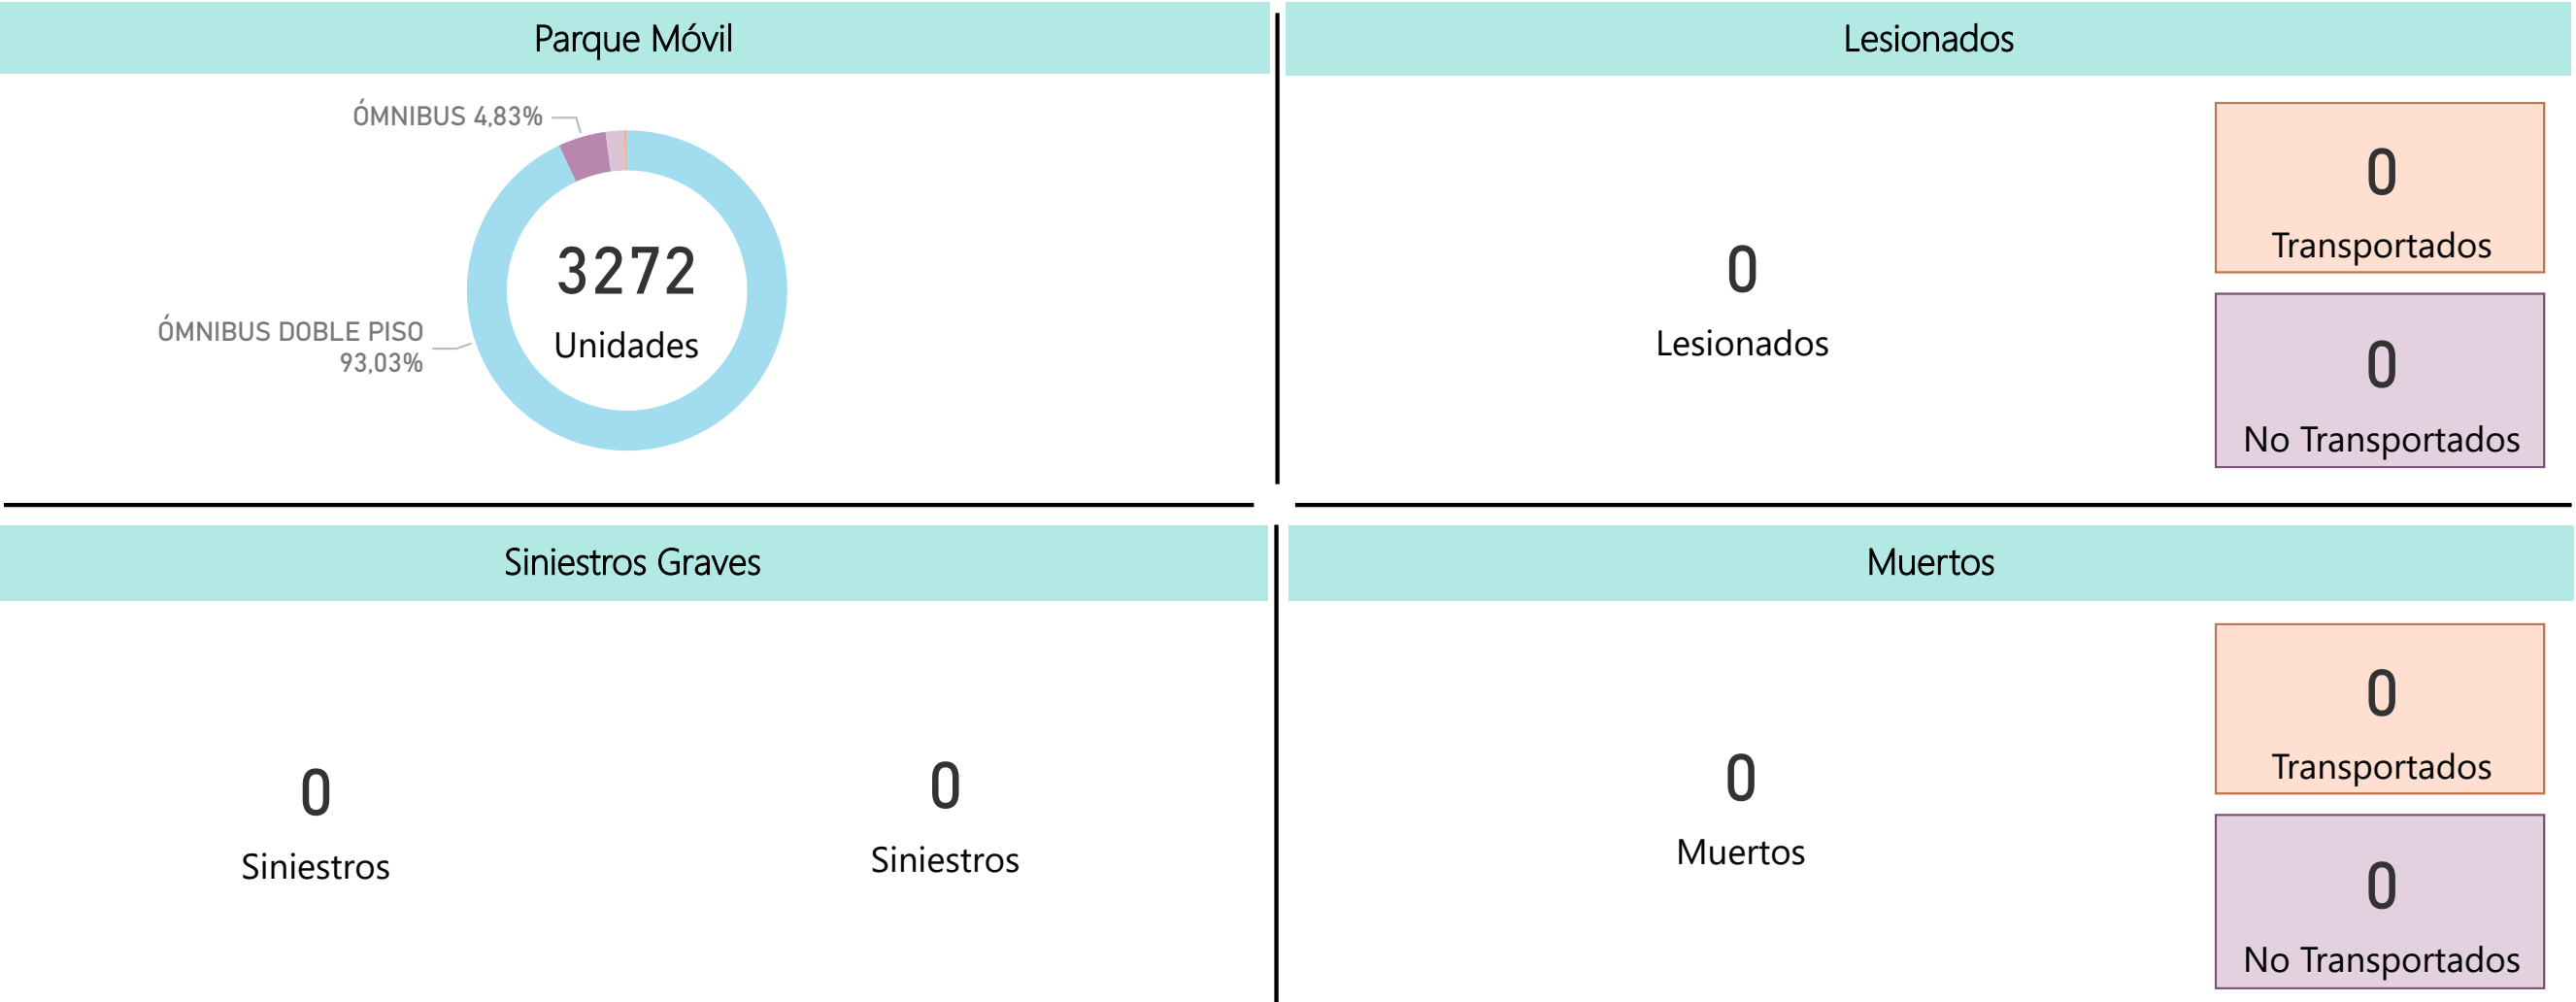 Parque Móvil
ÓMNIBUS 4,83%
3272
Unidades
ÓMNIBUS DOBLE PISO
93,03%
Lesionados
0
Lesionados
0
Transportados
0
No Transportados
Siniestros Graves
0
Siniestros
0
Siniestros
Muertos
0
Muertos
0
Transportados
0
No Transportados